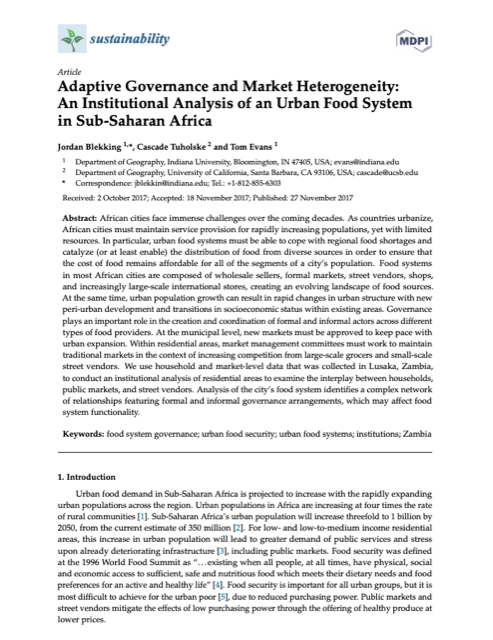 sustainability
MDPI
Article
Adaptive Governance and Market Heterogeneity:
An Institutional Analysis of an Urban Food System
in Sub-Saharan Africa
Jordan Blekking 1,*, Cascade Tuholske 2 and Tom Evans 1
1 Department of Geography, Indiana University, Bloomington, IN 47405, USA; evans@indiana.edu
2 Department of Geography, University of California, Santa Barbara, CA 93106, USA; cascade@ucsb.edu
* Correspondence: jblekkin@indiana.edu; Tel.: +1-812-855-6303
Received: 2 October 2017; Accepted: 18 November 2017; Published: 27 November 2017
Abstract: African cities face immense challenges over the coming decades. As countries urbanize,
African cities must maintain service provision for rapidly increasing populations, yet with limited
resources. In particular, urban food systems must be able to cope with regional food shortages and
catalyze (or at least enable) the distribution of food from diverse sources in order to ensure that
the cost of food remains affordable for all of the segments of a city's population. Food systems
in most African cities are composed of wholesale sellers, formal markets, street vendors, shops,
and increasingly large-scale international stores, creating an evolving landscape of food sources.
At the same time, urban population growth can result in rapid changes in urban structure with new
peri-urban development and transitions in socioeconomic status within existing areas. Governance
plays an important role in the creation and coordination of formal and informal actors across different
types of food providers. At the municipal level, new markets must be approved to keep pace with
urban expansion. Within residential areas, market management committees must work to maintain
traditional markets in the context of increasing competition from large-scale grocers and small-scale
street vendors. We use household and market-level data that was collected in Lusaka, Zambia,
to conduct an institutional analysis of residential areas to examine the interplay between households,
public markets, and street vendors. Analysis of the city's food system identifies a complex network
of relationships featuring formal and informal governance arrangements, which may affect food
system functionality.
Keywords: food system governance; urban food security; urban food systems; institutions; Zambia
1. Introduction
Urban food demand in Sub-Saharan Africa is projected to increase with the rapidly expanding
urban populations across the region. Urban populations in Africa are increasing at four times the rate
of rural communities [1]. Sub-Sahara Africa's urban population will increase threefold to 1 billion by
2050, from the current estimate of 350 million [2]. For low- and low-to-medium income residential
areas, this increase in urban population will lead to greater demand of public services and stress
upon already deteriorating infrastructure [3], including public markets. Food security was defined
at the 1996 World Food Summit as "…existing when all people, at all times, have physical, social
and economic access to sufficient, safe and nutritious food which meets their dietary needs and food
preferences for an active and healthy life" [4]. Food security is important for all urban groups, but it is
most difficult to achieve for the urban poor [5], due to reduced purchasing power. Public markets and
street vendors mitigate the effects of low purchasing power through the offering of healthy produce at
lower prices.